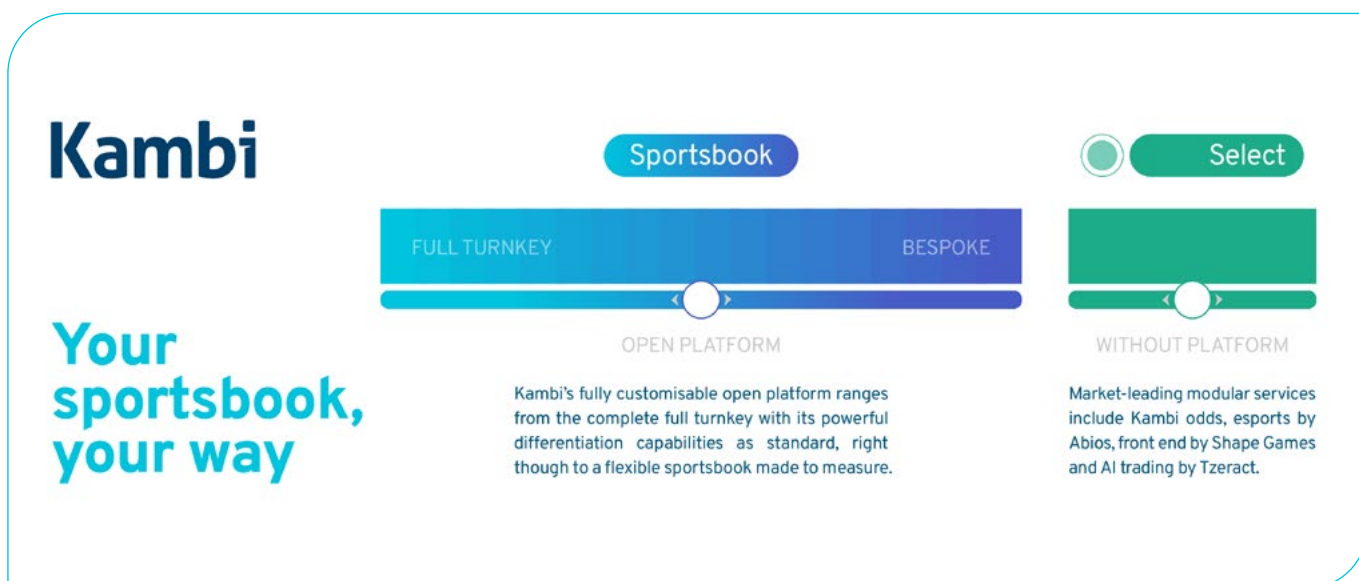 Kambi
Your
sportsbook,
your way
Sportsbook
FULL TURNKEY
BESPOKE
OPEN PLATFORM
Kambi's fully customisable open platform ranges
from the complete full turnkey with its powerful
differentiation capabilities as standard, right
though to a flexible sportsbook made to measure.
Select
WITHOUT PLATFORM
Market-leading modular services
include Kambi odds, esports by
Abios, front end by Shape Games
and AI trading by Tzeract.